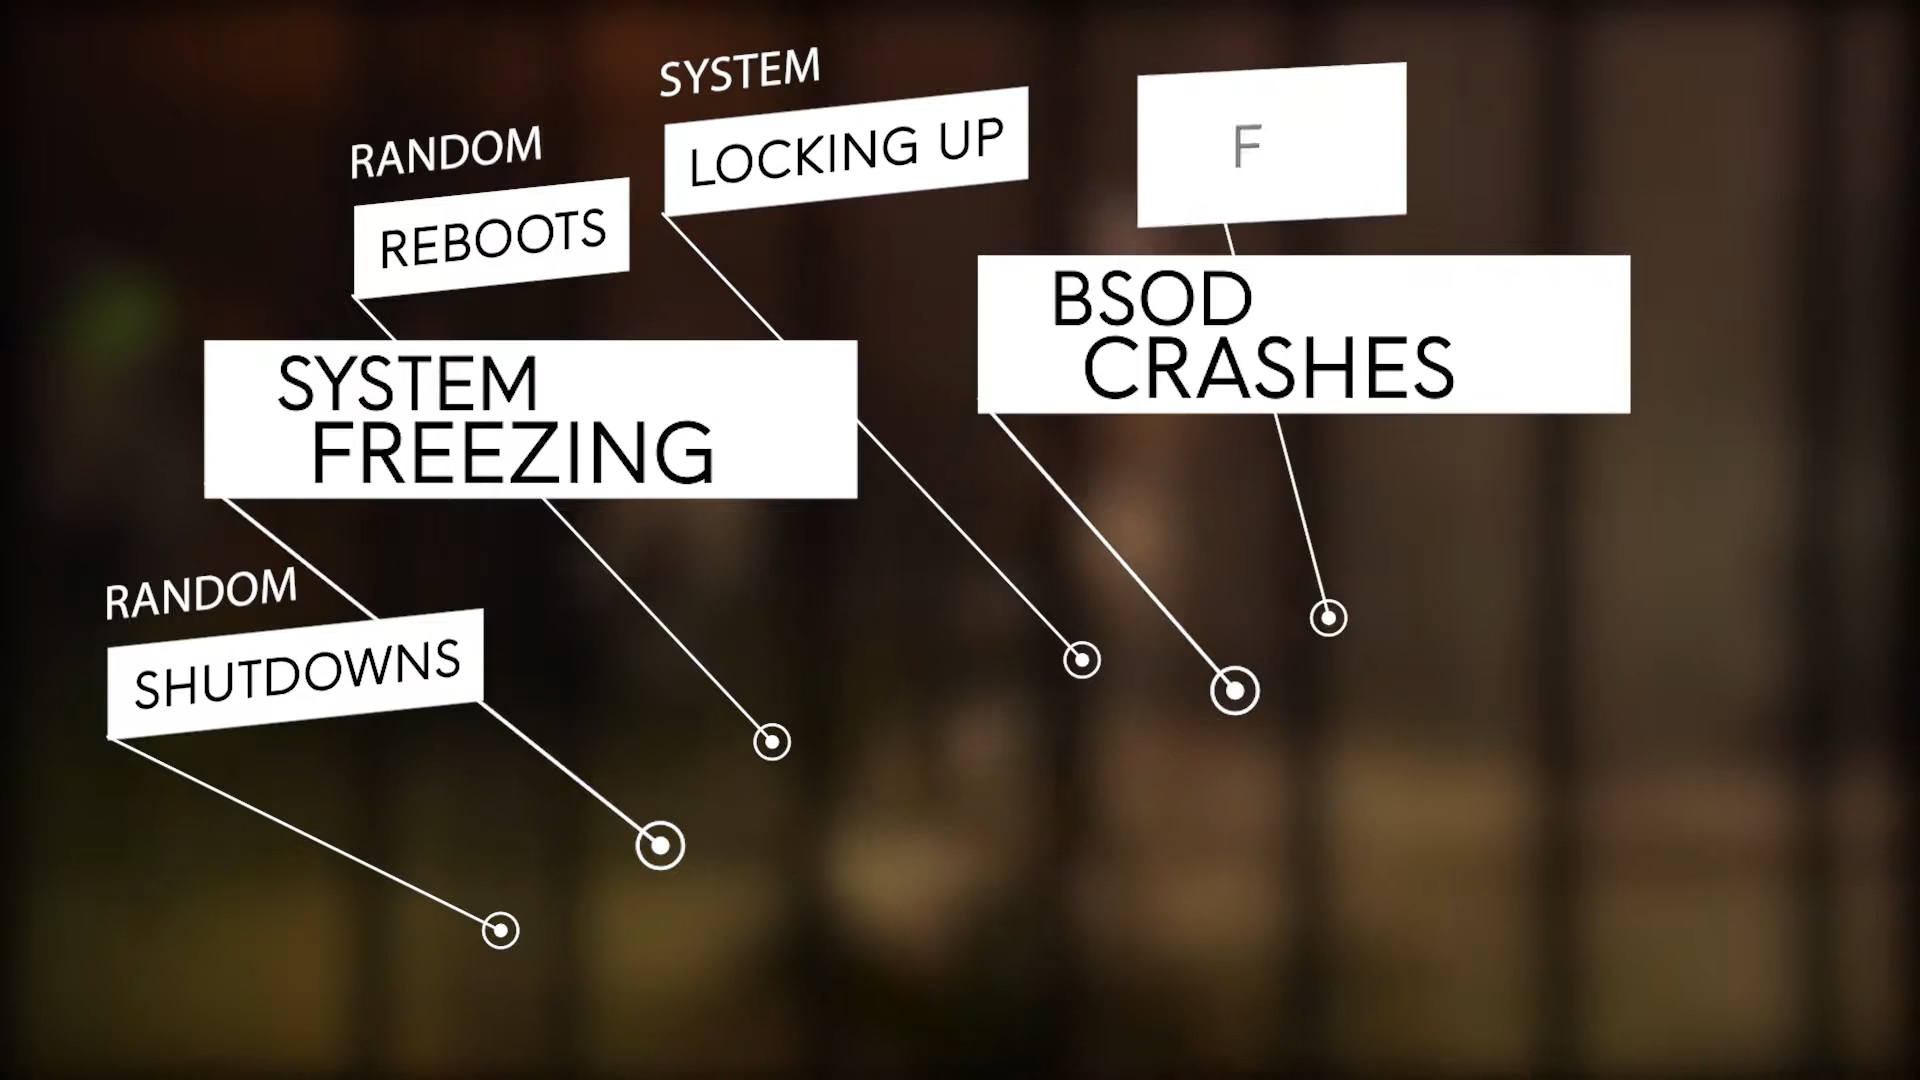 SYSTEM
LOCKING UP
RANDOM
REBOOTS
F
BSOD
CRASHES
SYSTEM
FREEZING
RANDOM
SHUTDOWNS